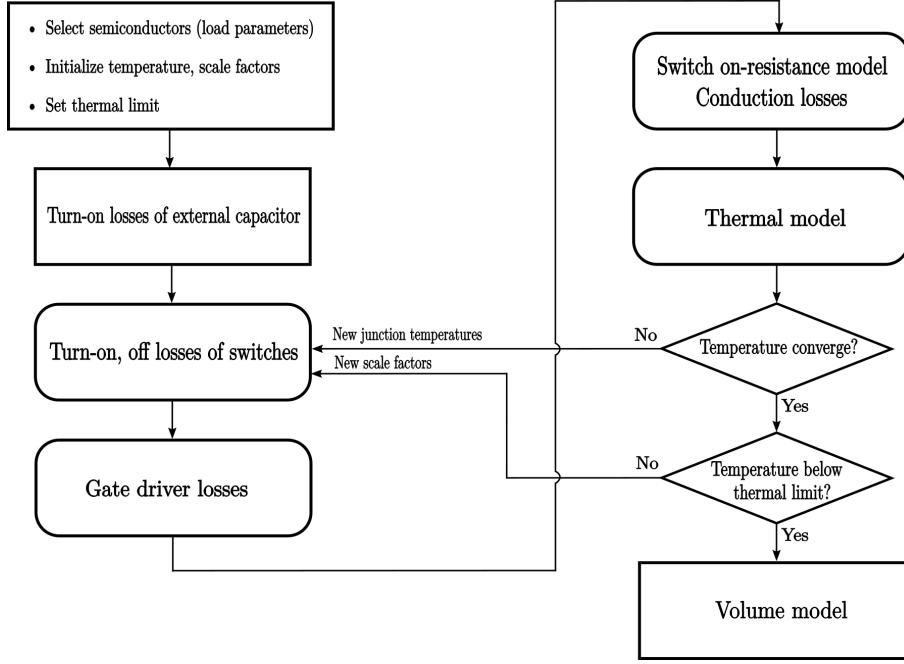 • Select semiconductors (load parameters)
• Initialize temperature, scale factors
• Set thermal limit
Turn-on losses of external capacitor
Turn-on, off losses of switches
Gate driver losses
Switch on-resistance model
Conduction losses
Thermal model
Temperature converge?
No
New junction temperatures
Yes
Temperature below
thermal limit?
No
New scale factors
Yes
Volume model